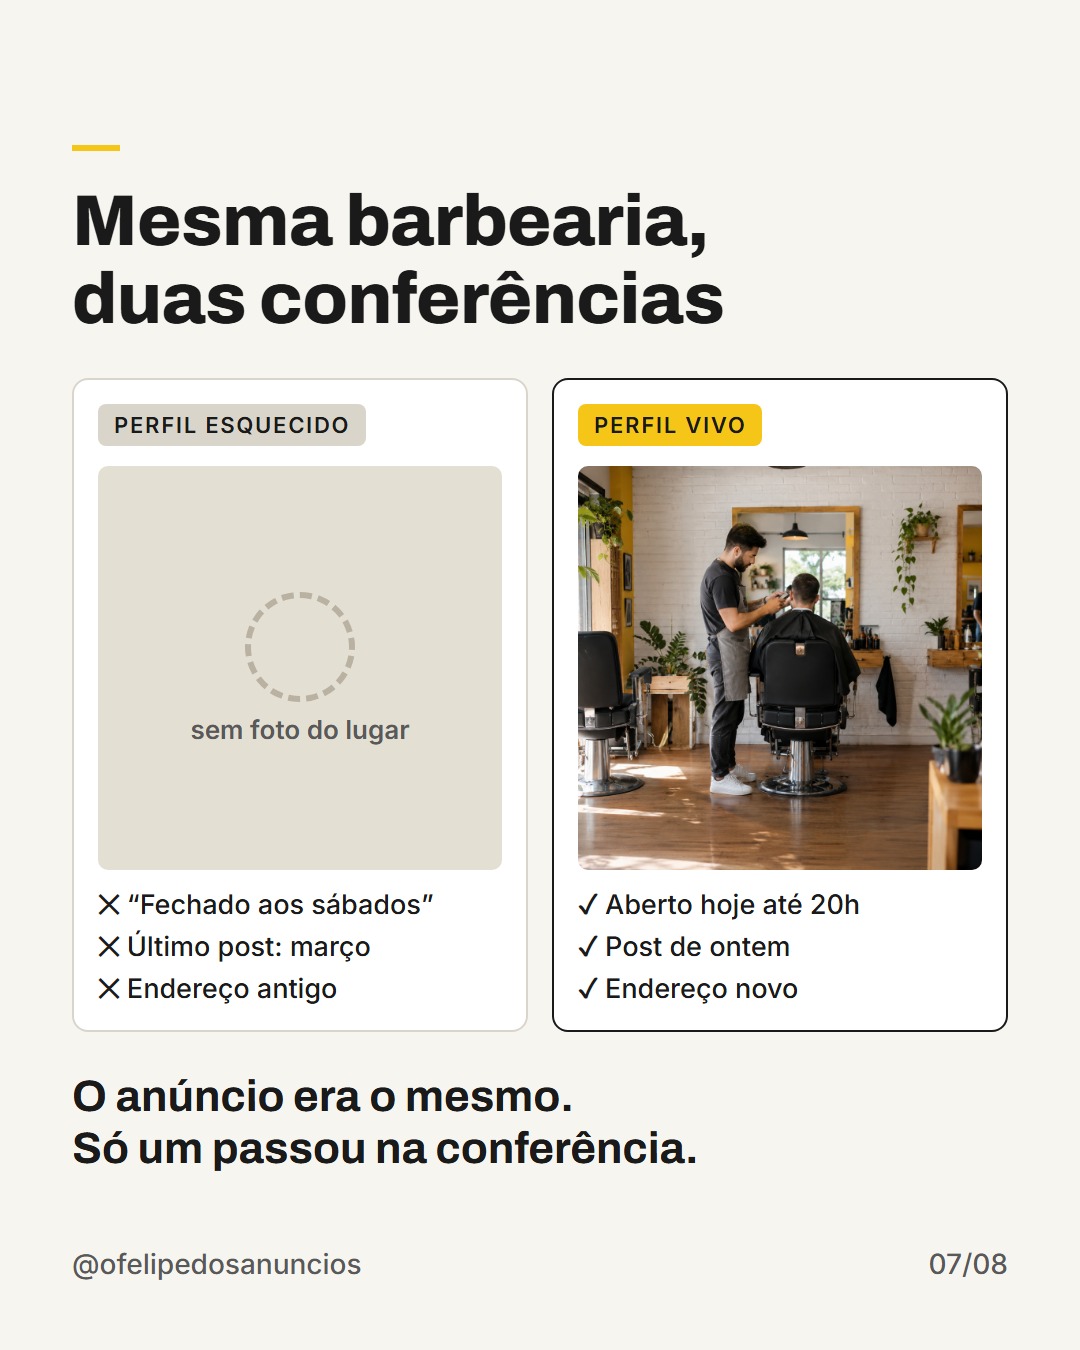 Mesma barbearia,
duas conferências
PERFIL ESQUECIDO
sem foto do lugar
✕ “Fechado aos sábados”
✕ Último post: março
✕ Endereço antigo
PERFIL VIVO
✓ Aberto hoje até 20h
✓ Post de ontem
✓ Endereço novo
O anúncio era o mesmo.
Só um passou na conferência.
@ofelipedosanuncios
07/08